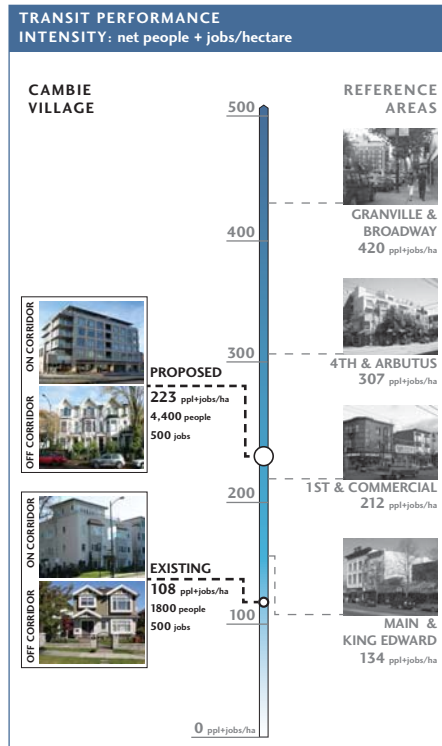 TRANSIT PERFORMANCE
INTENSITY: net people + jobs/hectare
CAMBIE
VILLAGE
REFERENCE
AREAS
500
400
300
200
100
0 ppl+jobs/ha
ON CORRIDOR
OFF CORRIDOR
PROPOSED
223 ppl+jobs/ha
4,400 people
500 jobs
ON CORRIDOR
OFF CORRIDOR
EXISTING
108 ppl+jobs/ha
1800 people
500 jobs
GRANVILLE &
BROADWAY
420 ppl+jobs/ha
4TH & ARBUTUS
307 ppl+jobs/ha
1ST & COMMERCIAL
212 ppl+jobs/ha
MAIN &
KING EDWARD
134 ppl+jobs/ha